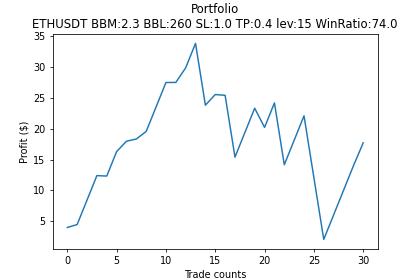 Portfolio
ETHUSDT BBM:2.3 BBL:260 SL:1.0 TP:0.4 lev:15 WinRatio:74.0
35
30
25
20
15
10
5
Profit ($)
0 5 10 15 20 25 30
Trade counts